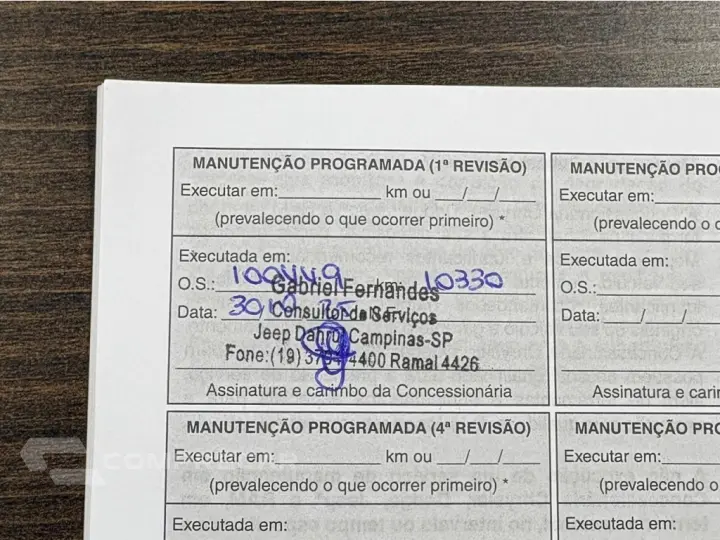 MANUTENÇÃO PROGRAMADA (1ª REVISÃO)
Executar em: km ou / /
(prevalecendo o que ocorrer primeiro) *
Executada em:
O.S.: 100449 km: 10330
Data: 30/
Gabriel Fernandes
Consultor de Serviços
Jeep Campinas-SP
Fone:(19) 4400 Ramal 4426
Assinatura e carimbo da Concessionária
MANUTENÇÃO PRO
Executar em:
(prevalecendo o
Executada em:
O.S.:
Data: / /
Assinatura e cari
MANUTENÇÃO PROGRAMADA (4ª REVISÃO)
Executar em: km ou / /
(prevalecendo o que ocorrer primeiro) *
Executada em:
MANUTENÇÃO PRO
Executar em:
(prevalecendo o
Executada em: